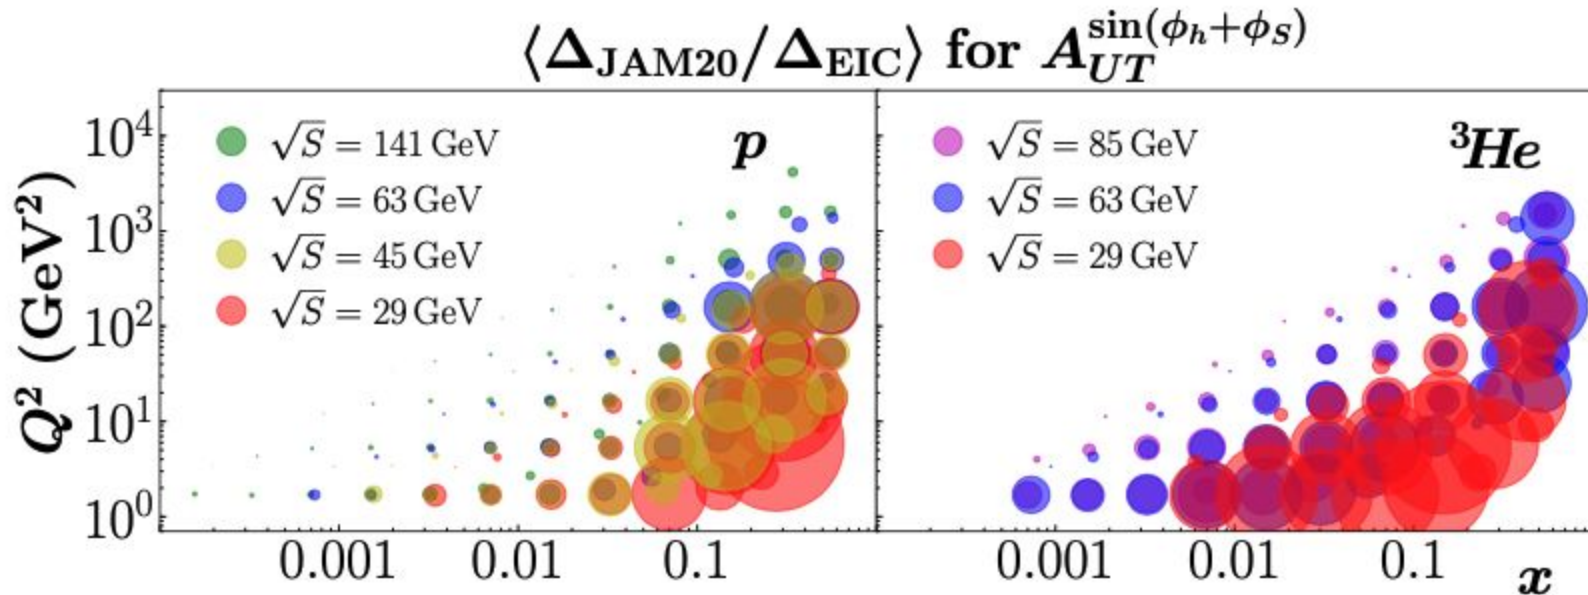 ⟨Δ_JAM20/Δ_EIC⟩ for A_UT^sin(ϕ_h+ϕ_S)
Q² (GeV²)
10⁴
10³
10²
10¹
10⁰
√S = 141 GeV
√S = 63 GeV
√S = 45 GeV
√S = 29 GeV
p
0.001 0.01 0.1
√S = 85 GeV
√S = 63 GeV
√S = 29 GeV
³He
0.001 0.01 0.1 x